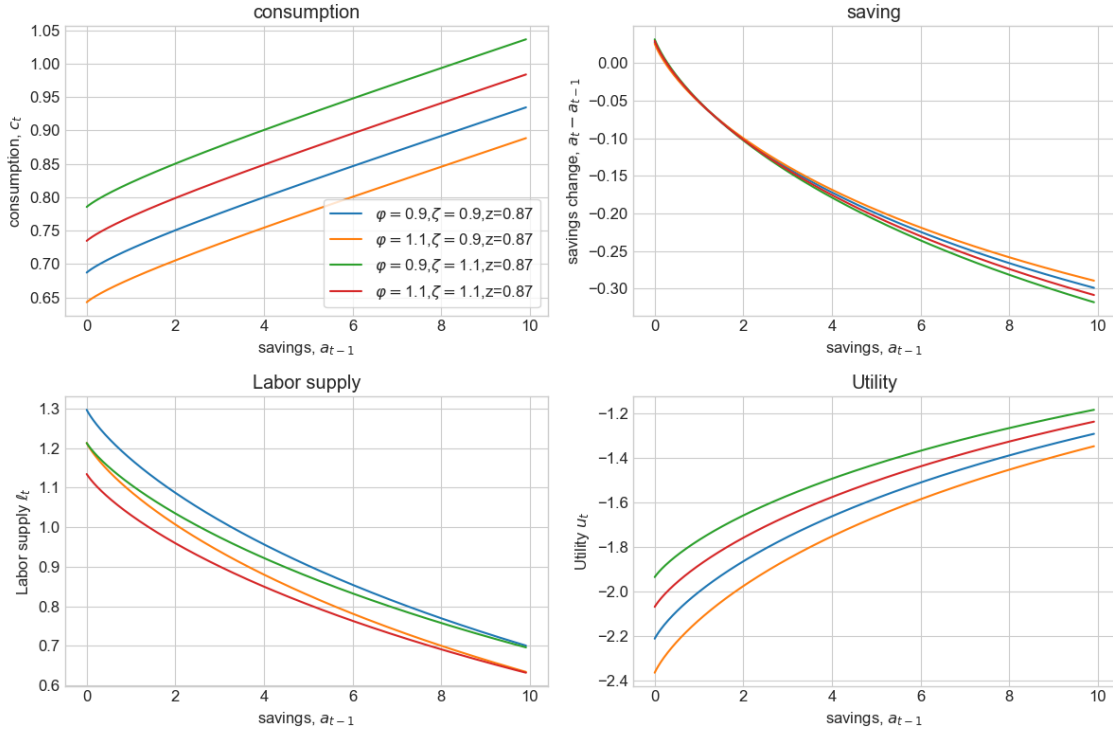 consumption
consumption, c_t
1.05
1.00
0.95
0.90
0.85
0.80
0.75
0.70
0.65
φ = 0.9,ζ = 0.9,z=0.87
φ = 1.1,ζ = 0.9,z=0.87
φ = 0.9,ζ = 1.1,z=0.87
φ = 1.1,ζ = 1.1,z=0.87
0 2 4 6 8 10
savings, a_{t−1}
saving
savings change, a_t − a_{t−1}
0.00
−0.05
−0.10
−0.15
−0.20
−0.25
−0.30
0 2 4 6 8 10
savings, a_{t−1}
Labor supply
Labor supply ℓ_t
1.3
1.2
1.1
1.0
0.9
0.8
0.7
0.6
0 2 4 6 8 10
savings, a_{t−1}
Utility
Utility u_t
−1.2
−1.4
−1.6
−1.8
−2.0
−2.2
−2.4
0 2 4 6 8 10
savings, a_{t−1}